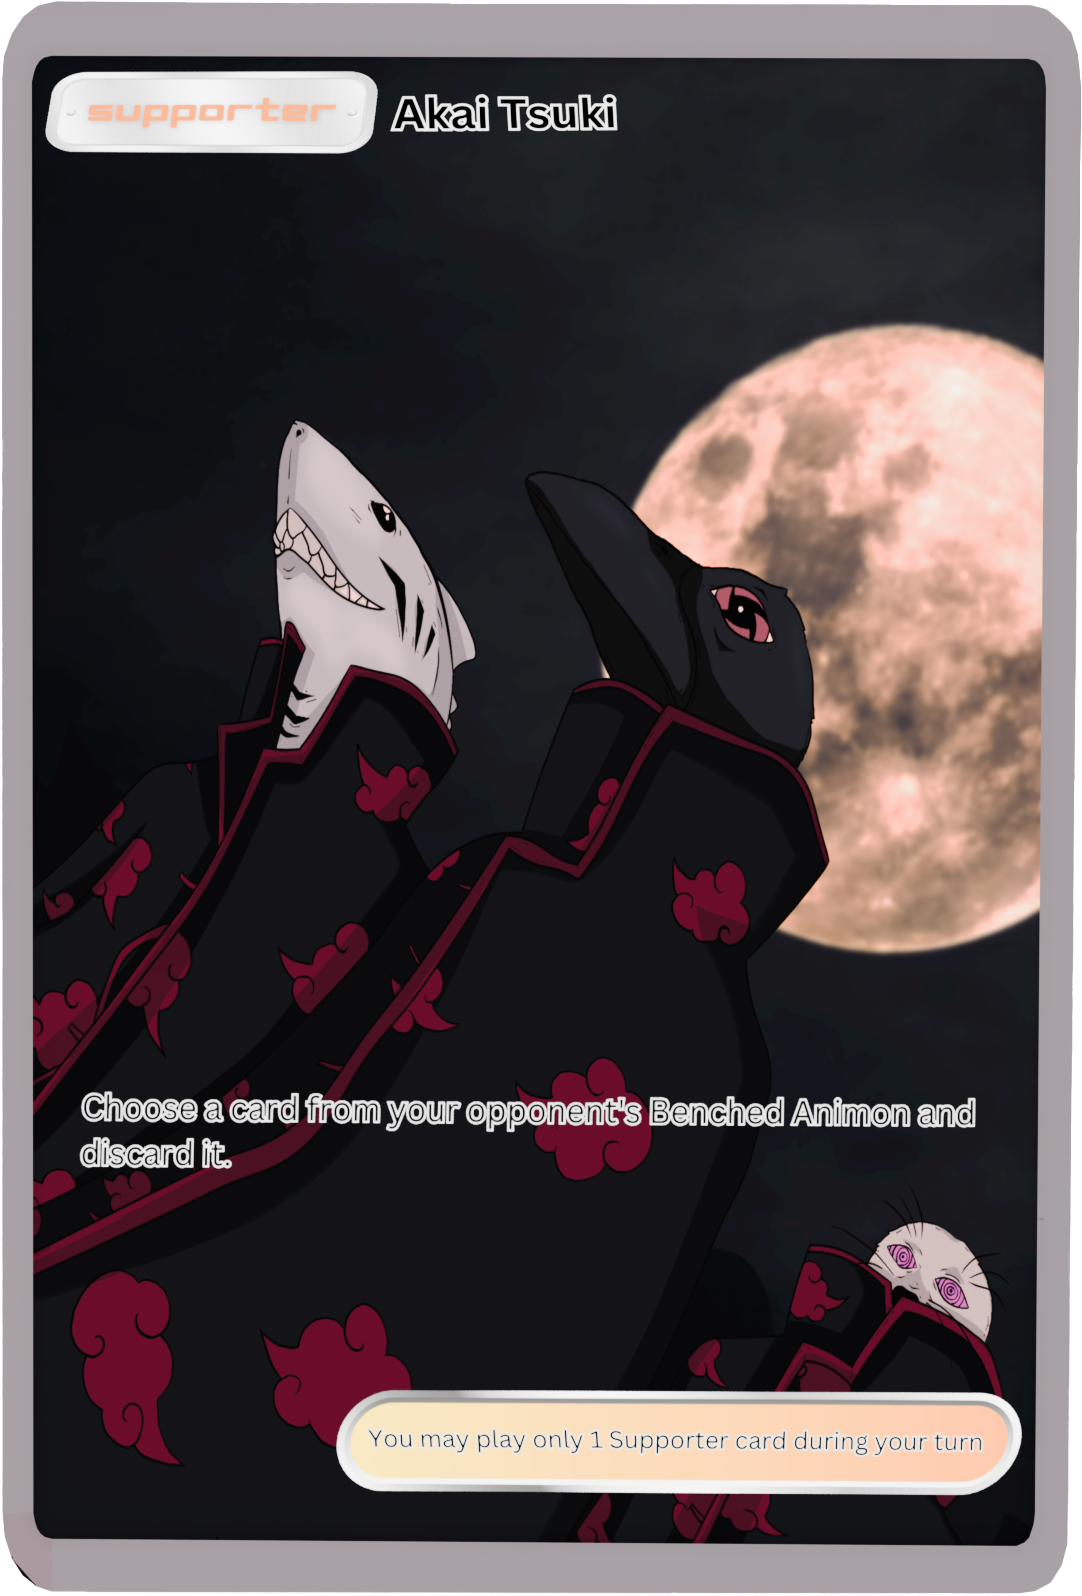 supporter
Akai Tsuki
Choose a card from your opponent's Benched Animon and
discard it.
You may play only 1 Supporter card during your turn